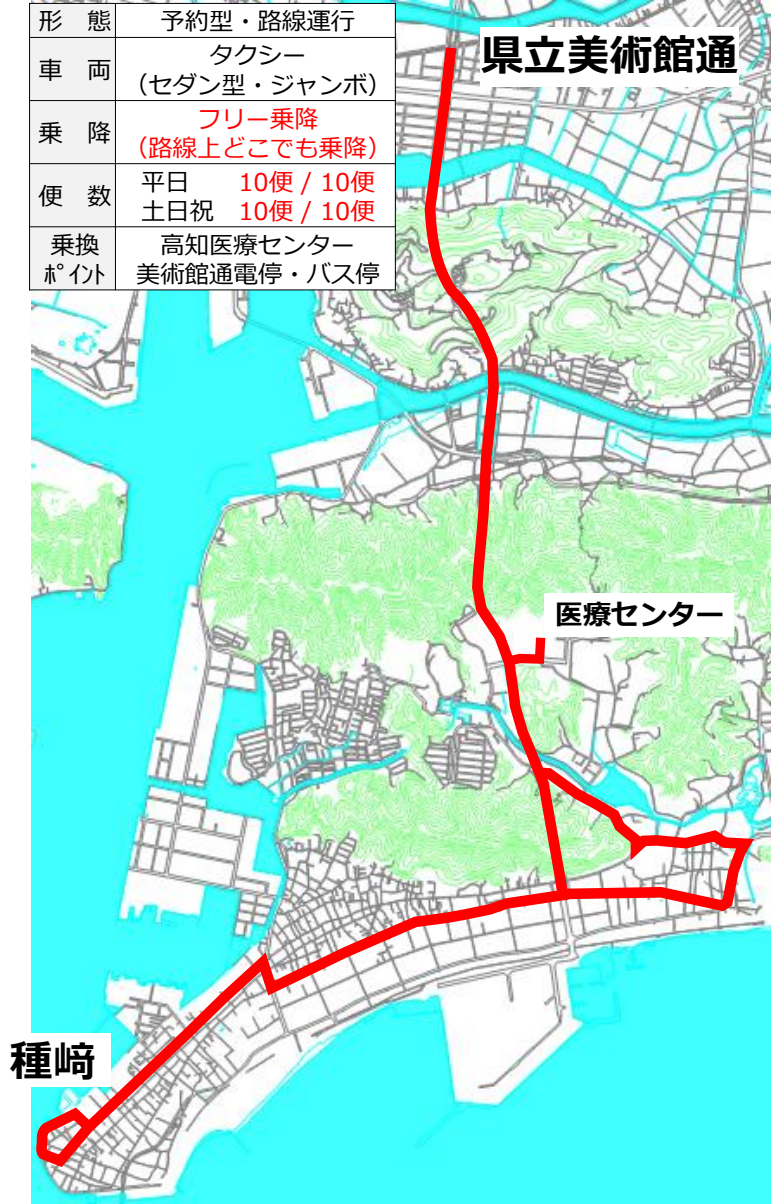 形 態 予約型・路線運行
車 両 タクシー
(セダン型・ジャンボ)
乗 降 フリー乗降
(路線上どこでも乗降)
便 数 平日 10便 / 10便
土日祝 10便 / 10便
乗換
ポイント
高知医療センター
美術館通電停・バス停
県立美術館通
医療センター
種﨑